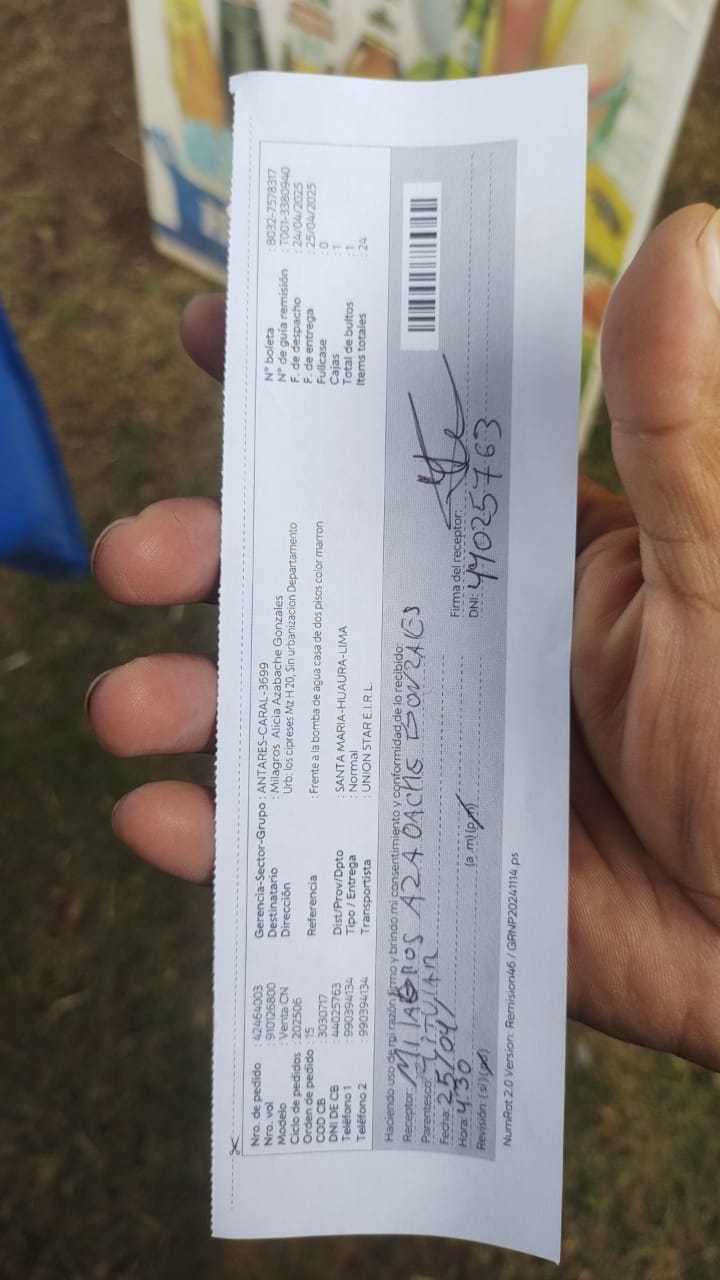 Nro. de pedido : 42464003
Nro. vol : 910126800
Modelo Venta CN
Ciclo de pedidos : 202506
Orden de pedido : 15
COD CB : 3030717
DNI DE CB : 44025763
Teléfono 1 : 990394134
Teléfono 2 : 990394134
Gerencia-Sector-Grupo : ANTARES-CARAL-3699
Destinatario : Milagros Alicia Azabache Gonzales
Dirección Urb: los cipreses Mz H 20, Sin urbanizacion Departamento
Referencia : Frente a la bomba de agua casa de dos pisos color marron
Dist/Prov/Dpto : SANTA MARIA-HUAURA-LIMA
Tipo / Entrega : Normal
Transportista : UNION STAR E.I.R.L.
N° boleta : B032-7578317
N° de guía remisión : T001-3380940
F. de despacho : 24/04/2025
F. de entrega : 25/04/2025
Fullcase : 0
Cajas : 1
Total de bultos : 1
Items totales : 24
Haciendo uso de mi razón firmo y brindo mi consentimiento y conformidad de lo recibido:
Receptor: MILAGROS AZABACHE GONZALES
Parentesco: TITULAR
Fecha: 25/04/
Hora: 4:30 (a.m)(p.m)
Revisión: (si)(no)
Firma del receptor:
DNI: 44025763
NumRot 2.0 Version: Remision46 / GRNP20241114 ps